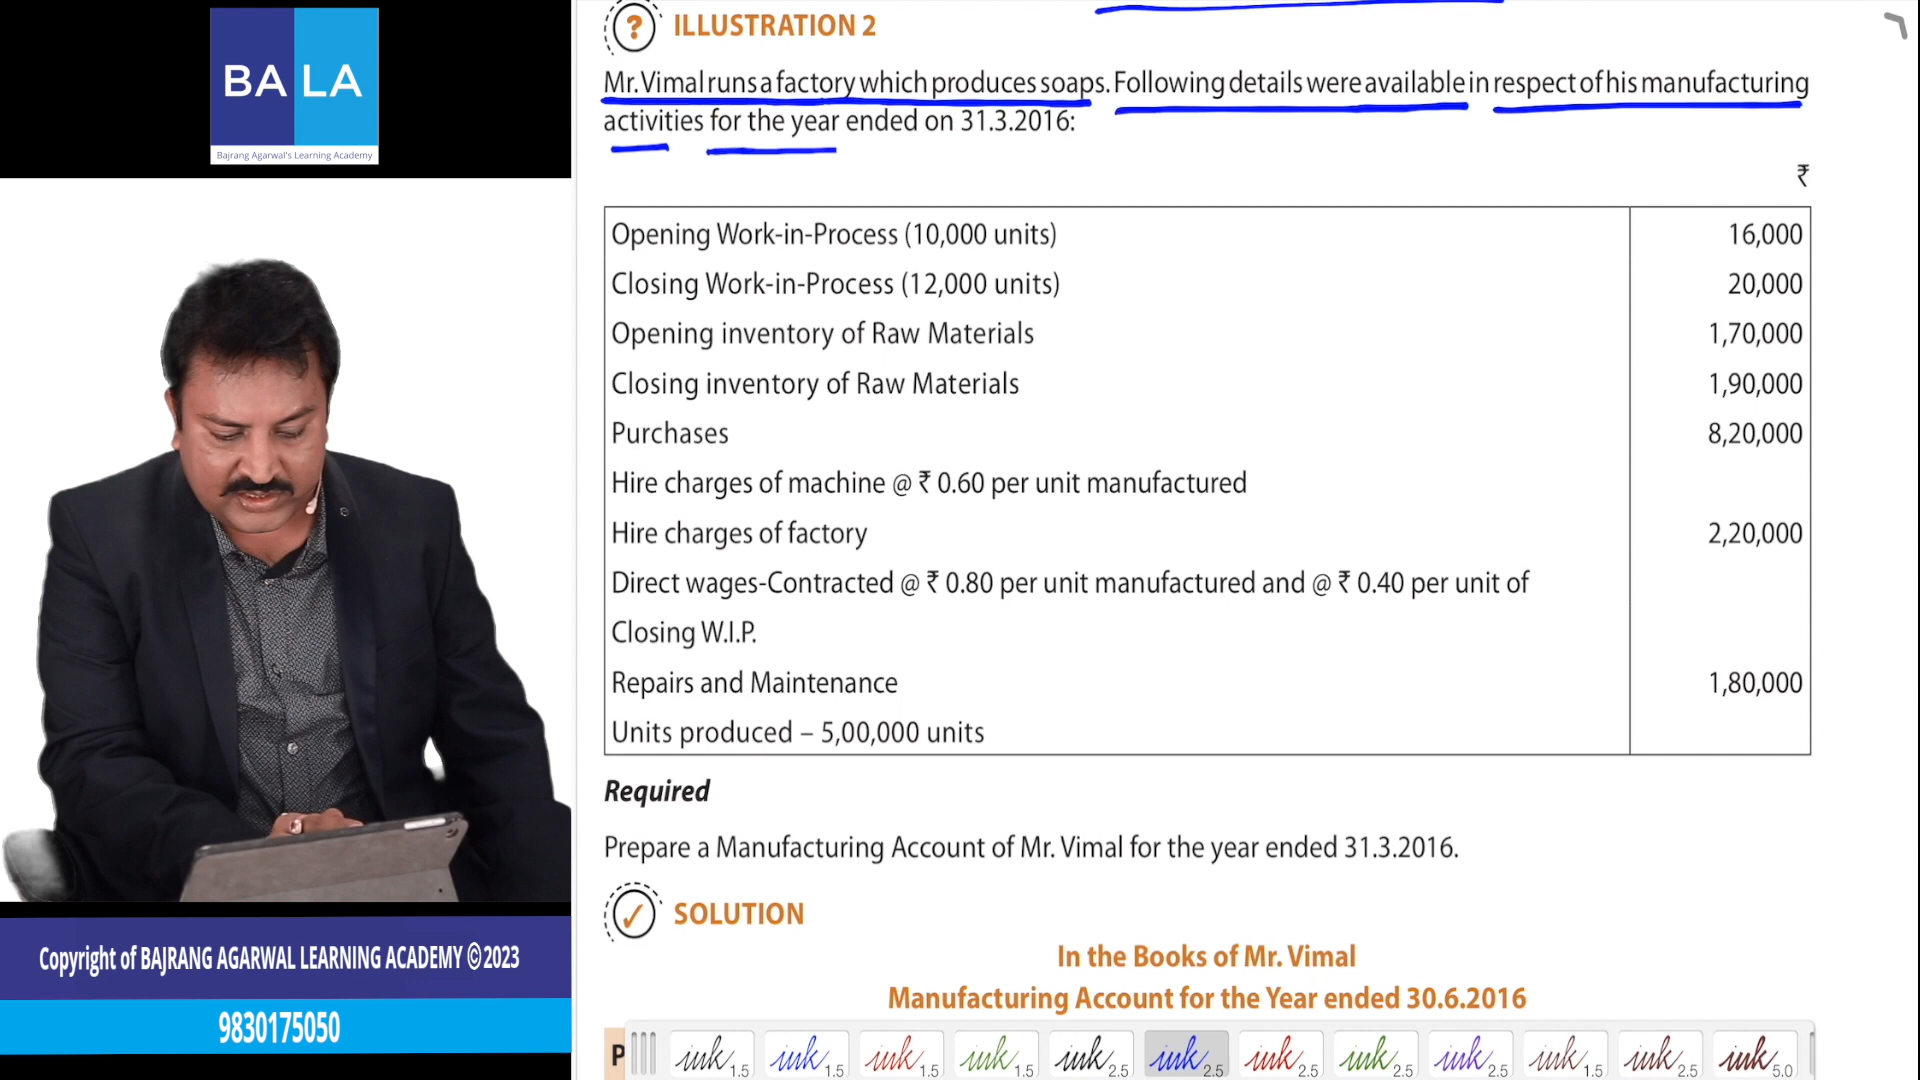 BA LA
Bajrang Agarwal's Learning Academy
? ILLUSTRATION 2
Mr. Vimal runs a factory which produces soaps. Following details were available in respect of his manufacturing
activities for the year ended on 31.3.2016:
₹
Opening Work-in-Process (10,000 units) 16,000
Closing Work-in-Process (12,000 units) 20,000
Opening inventory of Raw Materials 1,70,000
Closing inventory of Raw Materials 1,90,000
Purchases 8,20,000
Hire charges of machine @ ₹ 0.60 per unit manufactured
Hire charges of factory 2,20,000
Direct wages-Contracted @ ₹ 0.80 per unit manufactured and @ ₹ 0.40 per unit of
Closing W.I.P.
Repairs and Maintenance 1,80,000
Units produced – 5,00,000 units
Required
Prepare a Manufacturing Account of Mr. Vimal for the year ended 31.3.2016.
SOLUTION
In the Books of Mr. Vimal
Manufacturing Account for the Year ended 30.6.2016
P
ink 1.5 ink 1.5 ink 1.5 ink 1.5 ink 2.5 ink 2.5 ink 2.5 ink 2.5 ink 2.5 ink 1.5 ink 2.5 ink 5.0
Copyright of BAJRANG AGARWAL LEARNING ACADEMY © 2023
9830175050